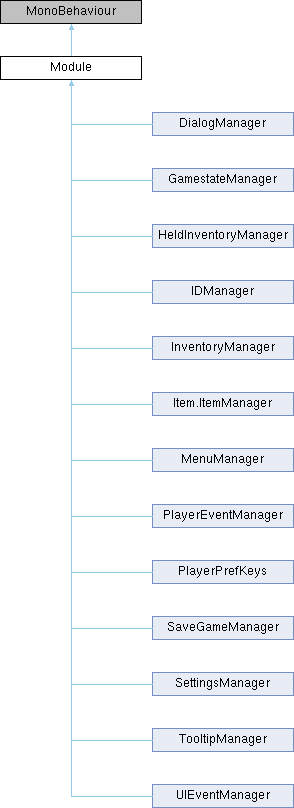 MonoBehaviour
Module
DialogManager
GamestateManager
HeldInventoryManager
IDManager
InventoryManager
Item.ItemManager
MenuManager
PlayerEventManager
PlayerPrefKeys
SaveGameManager
SettingsManager
TooltipManager
UIEventManager